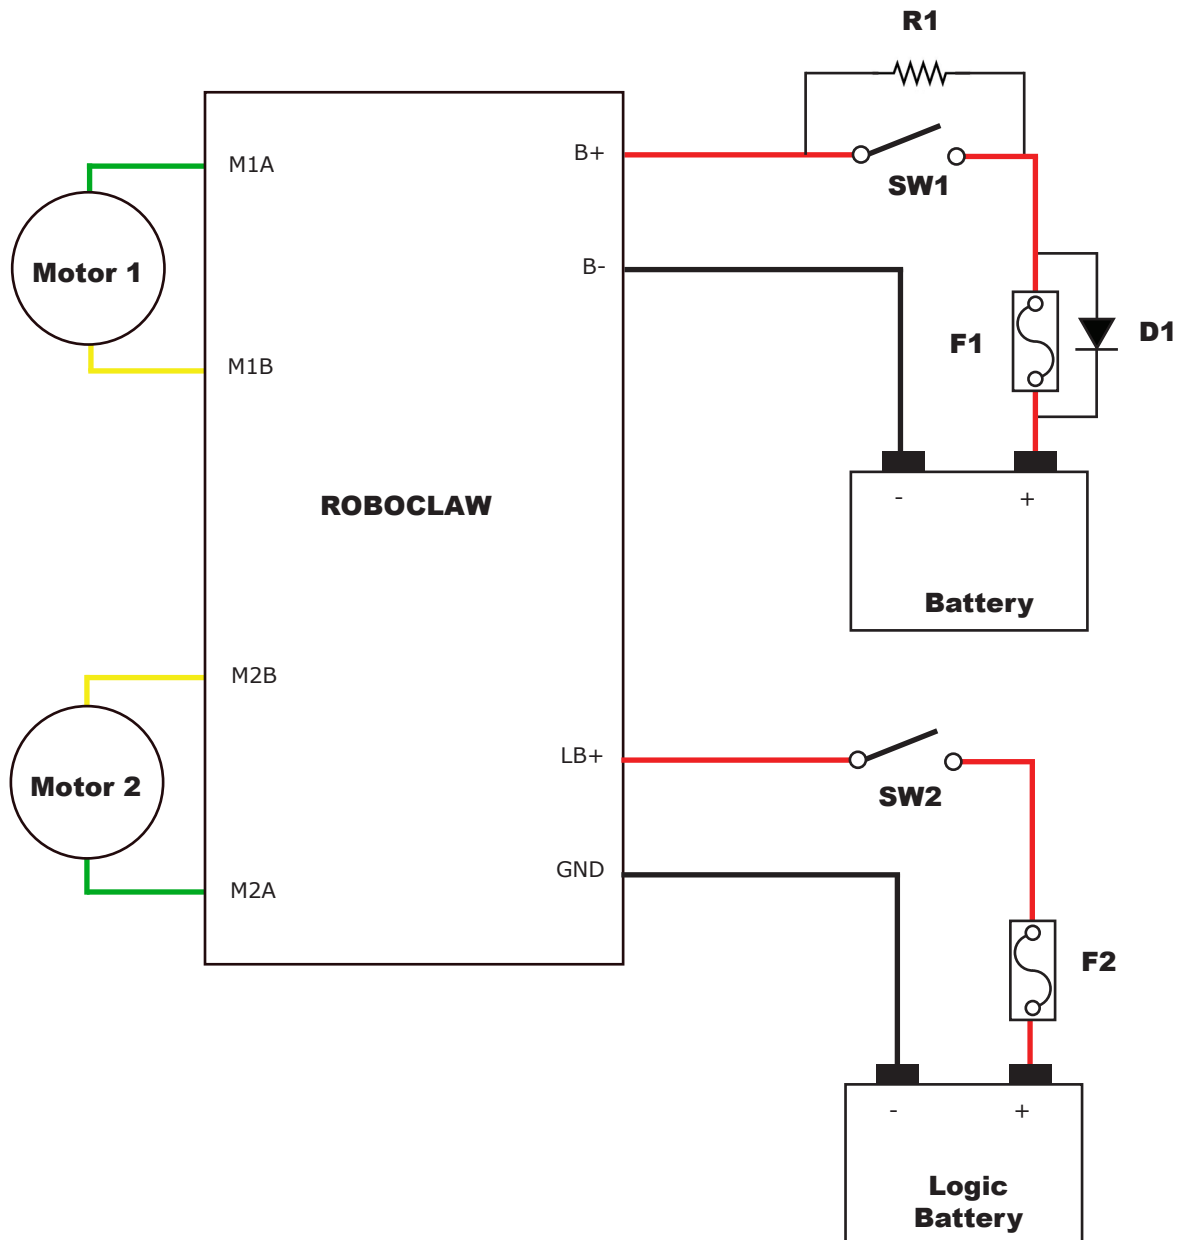 R1
M1A
B+
SW1
B-
Motor 1
D1
F1
M1B
ROBOCLAW
- +
Battery
M2B
LB+
Motor 2
SW2
GND
M2A
F2
- +
Logic
Battery